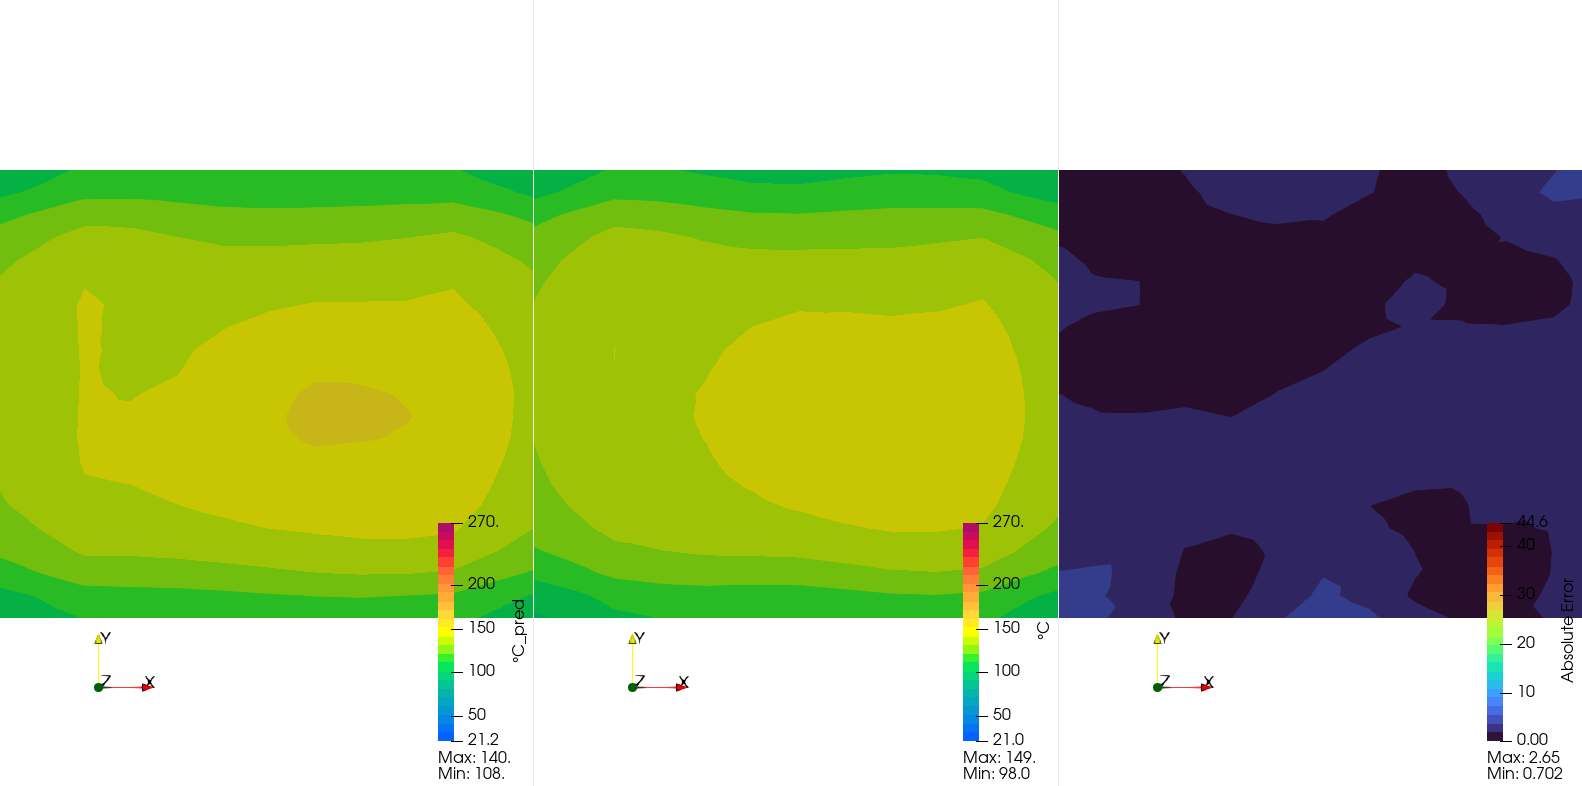 270.
200
150
100
50
21.2
°C_pred
Max: 140.
Min: 108.
Y
Z
X
270.
200
150
100
50
21.0
°C
Max: 149.
Min: 98.0
Y
Z
X
44.6
40
30
20
10
0.00
Absolute Error
Max: 2.65
Min: 0.702
Y
Z
X